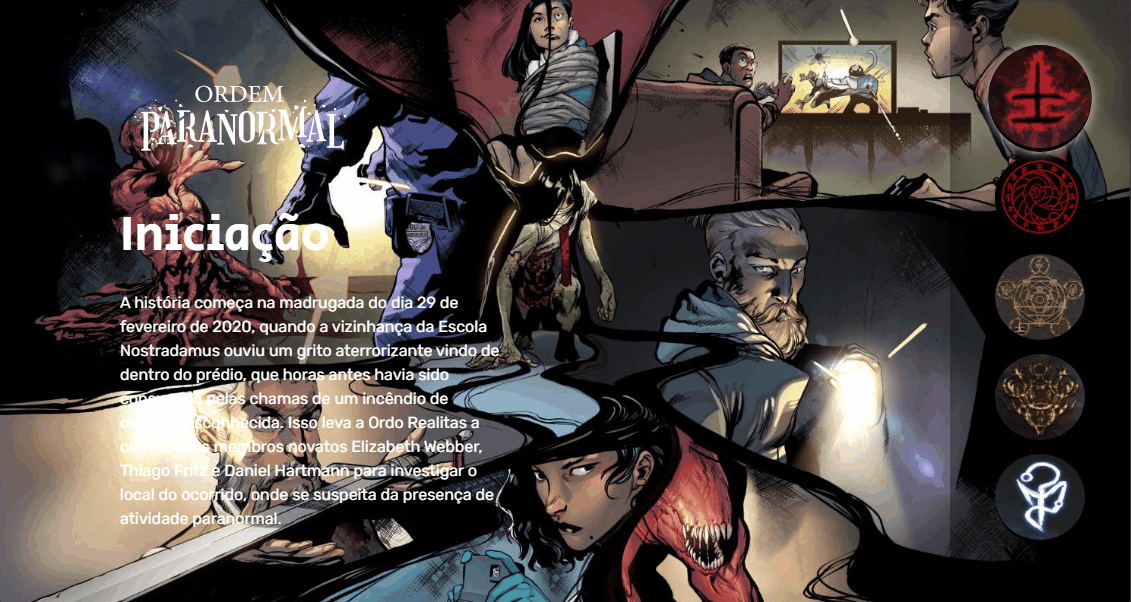 ORDEM
PARANORMAL
Iniciação
A história começa na madrugada do dia 29 de
fevereiro de 2020, quando a vizinhança da Escola
Nostradamus ouviu um grito aterrorizante vindo de
dentro do prédio, que horas antes havia sido
pelas chamas de um incêndio de
Isso leva a Ordo Realitas a
membros novatos Elizabeth Webber,
Thiago Fritz e Daniel Hartmann para investigar o
local do ocorrido, onde se suspeita da presença de
atividade paranormal.